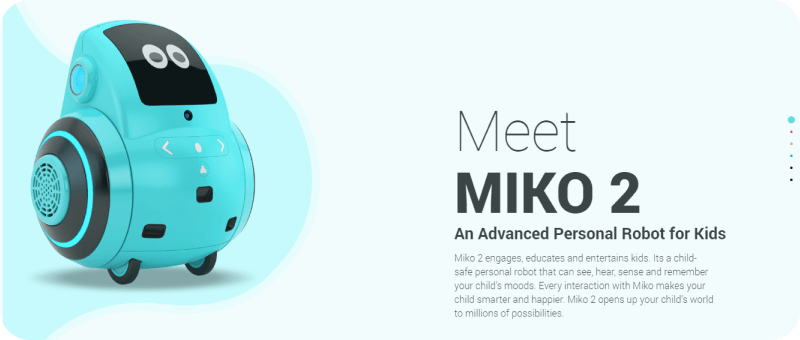 Meet
MIKO 2
An Advanced Personal Robot for Kids
Miko 2 engages, educates and entertains kids. Its a child-
safe personal robot that can see, hear, sense and remember
your child's moods. Every interaction with Miko makes your
child smarter and happier. Miko 2 opens up your child's world
to millions of possibilities.